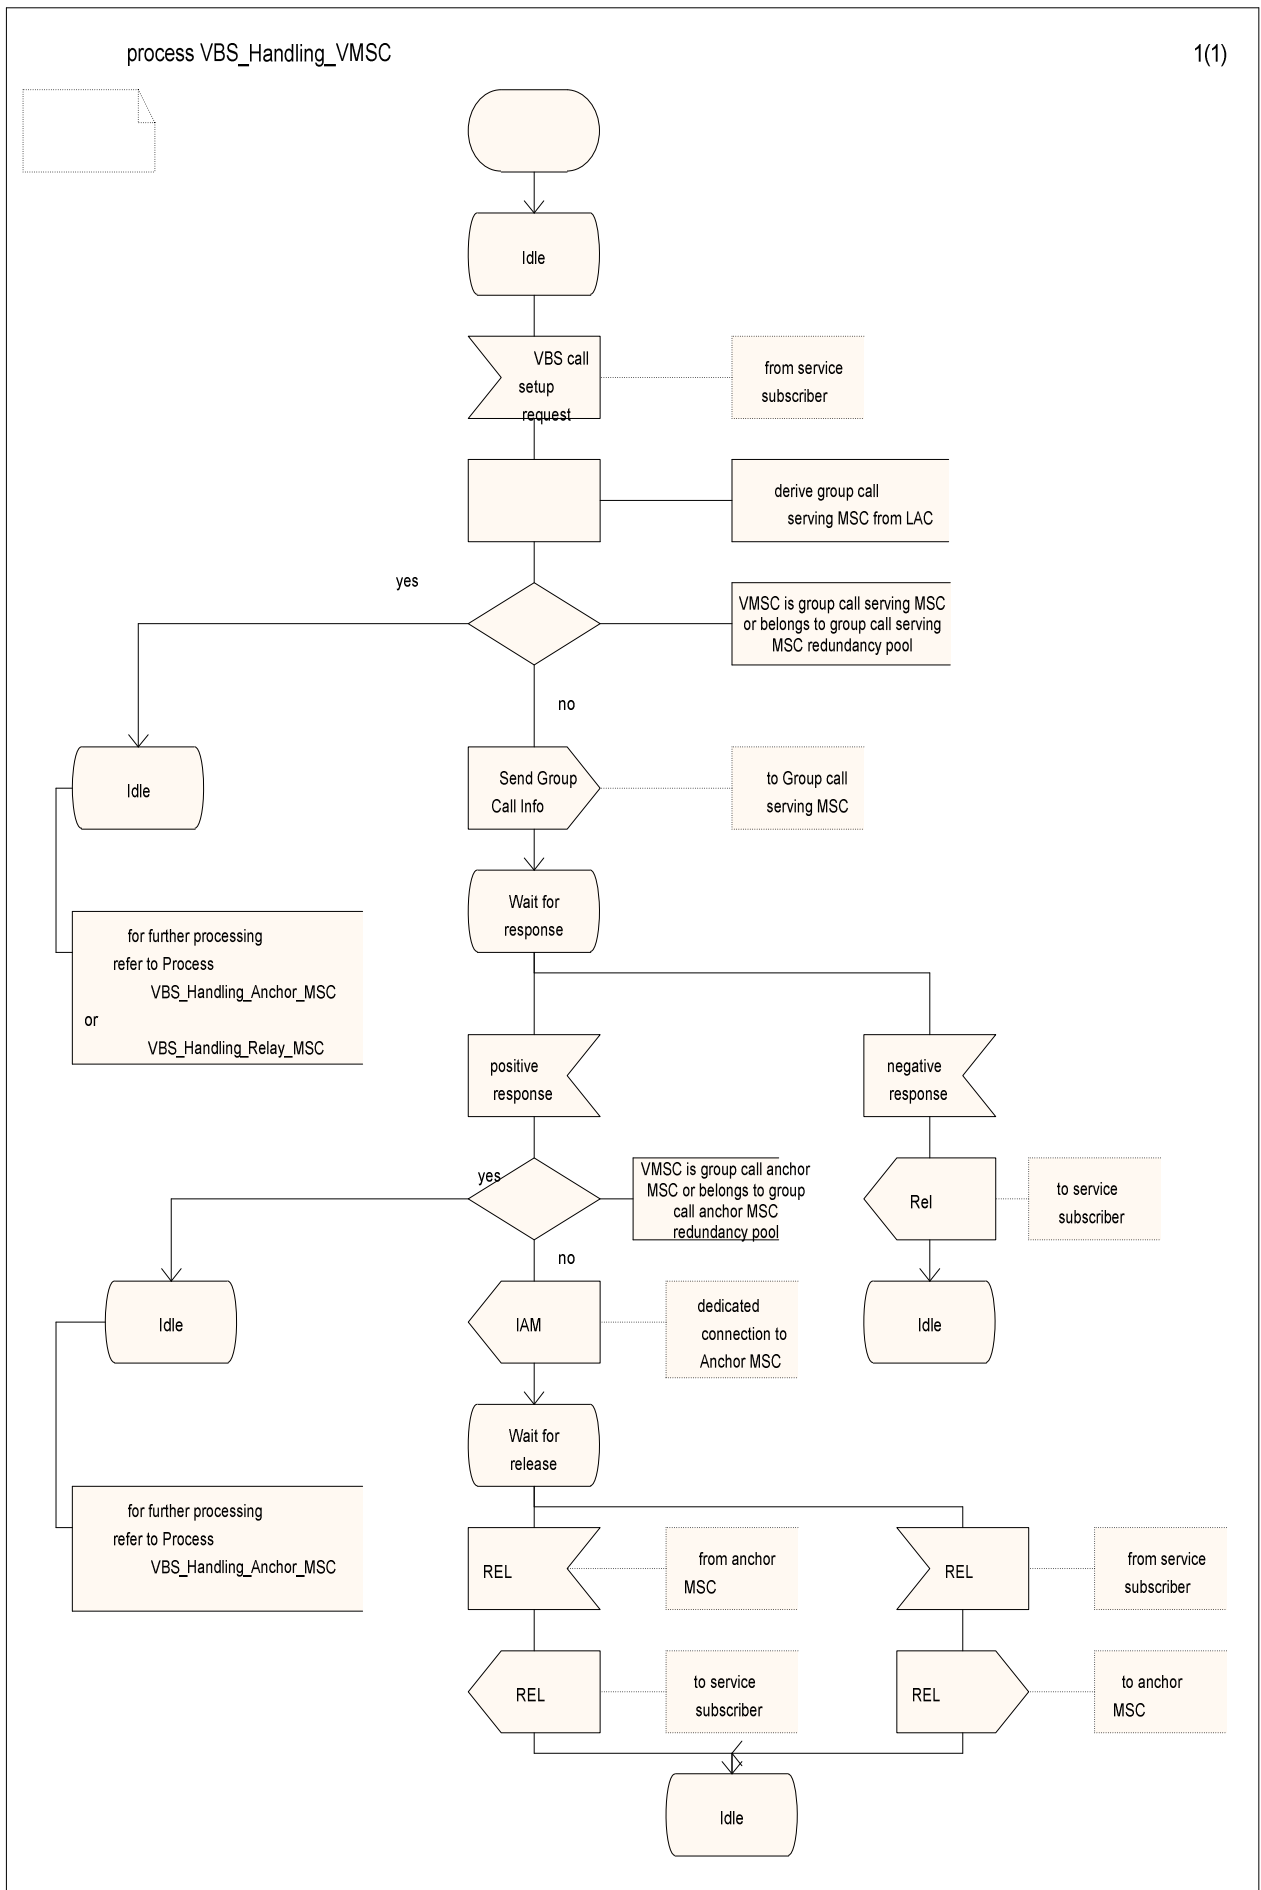 process VBS_Handling_VMSC
1(1)
Idle
VBS call
setup
request
from service
subscriber
derive group call
serving MSC from LAC
yes
VMSC is group call serving MSC
or belongs to group call serving
MSC redundancy pool
no
Idle
Send Group
Call Info
to Group call
serving MSC
Wait for
response
for further processing
refer to Process
VBS_Handling_Anchor_MSC
or
VBS_Handling_Relay_MSC
positive
response
negative
response
yes
VMSC is group call anchor
MSC or belongs to group
call anchor MSC
redundancy pool
Rel
to service
subscriber
no
Idle
IAM
dedicated
connection to
Anchor MSC
Idle
Wait for
release
for further processing
refer to Process
VBS_Handling_Anchor_MSC
REL
from anchor
MSC
REL
from service
subscriber
REL
to service
subscriber
REL
to anchor
MSC
Idle